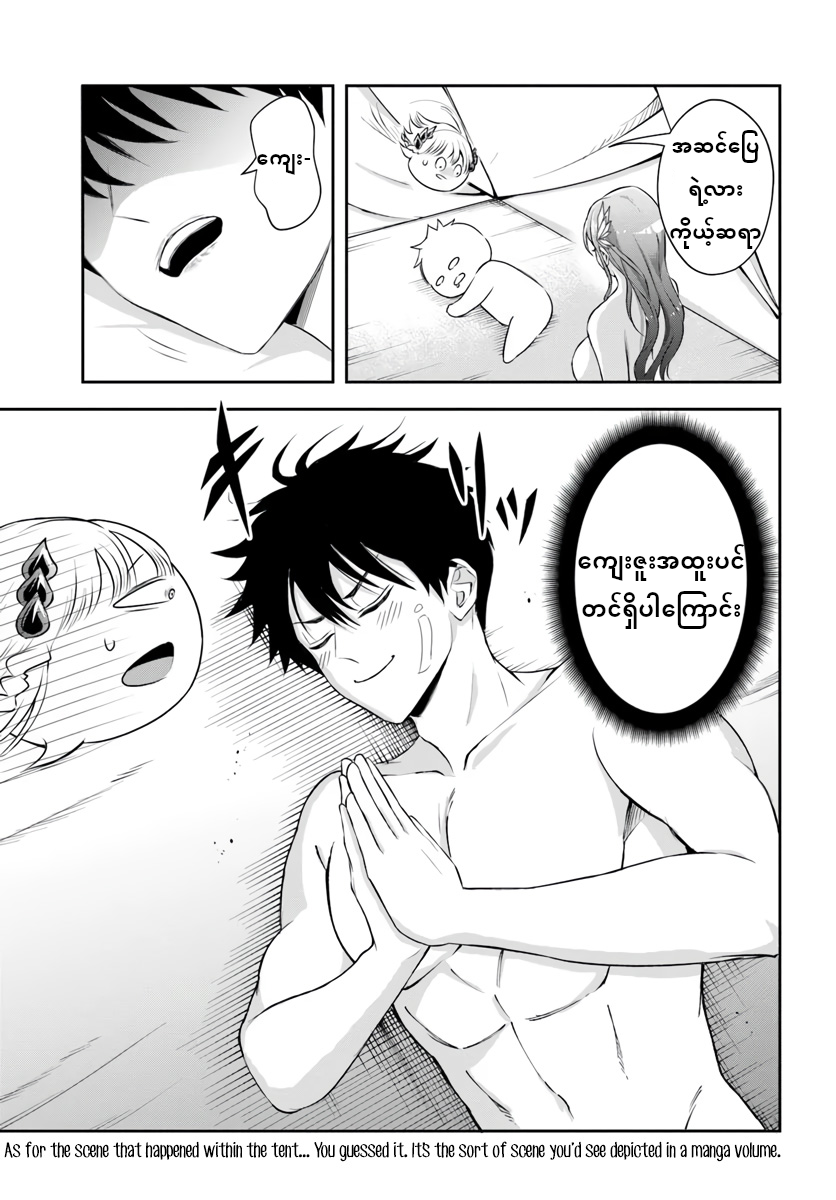 အဆင်ပြေ
ရဲ့လား
ကိုယ့်ဆရာ
ကျေး-
ကျေးဇူးအထူးပင်
တင်ရှိပါကြောင်း
As for the scene that happened within the tent... You guessed it. It's the sort of scene you'd see depicted in a manga volume.